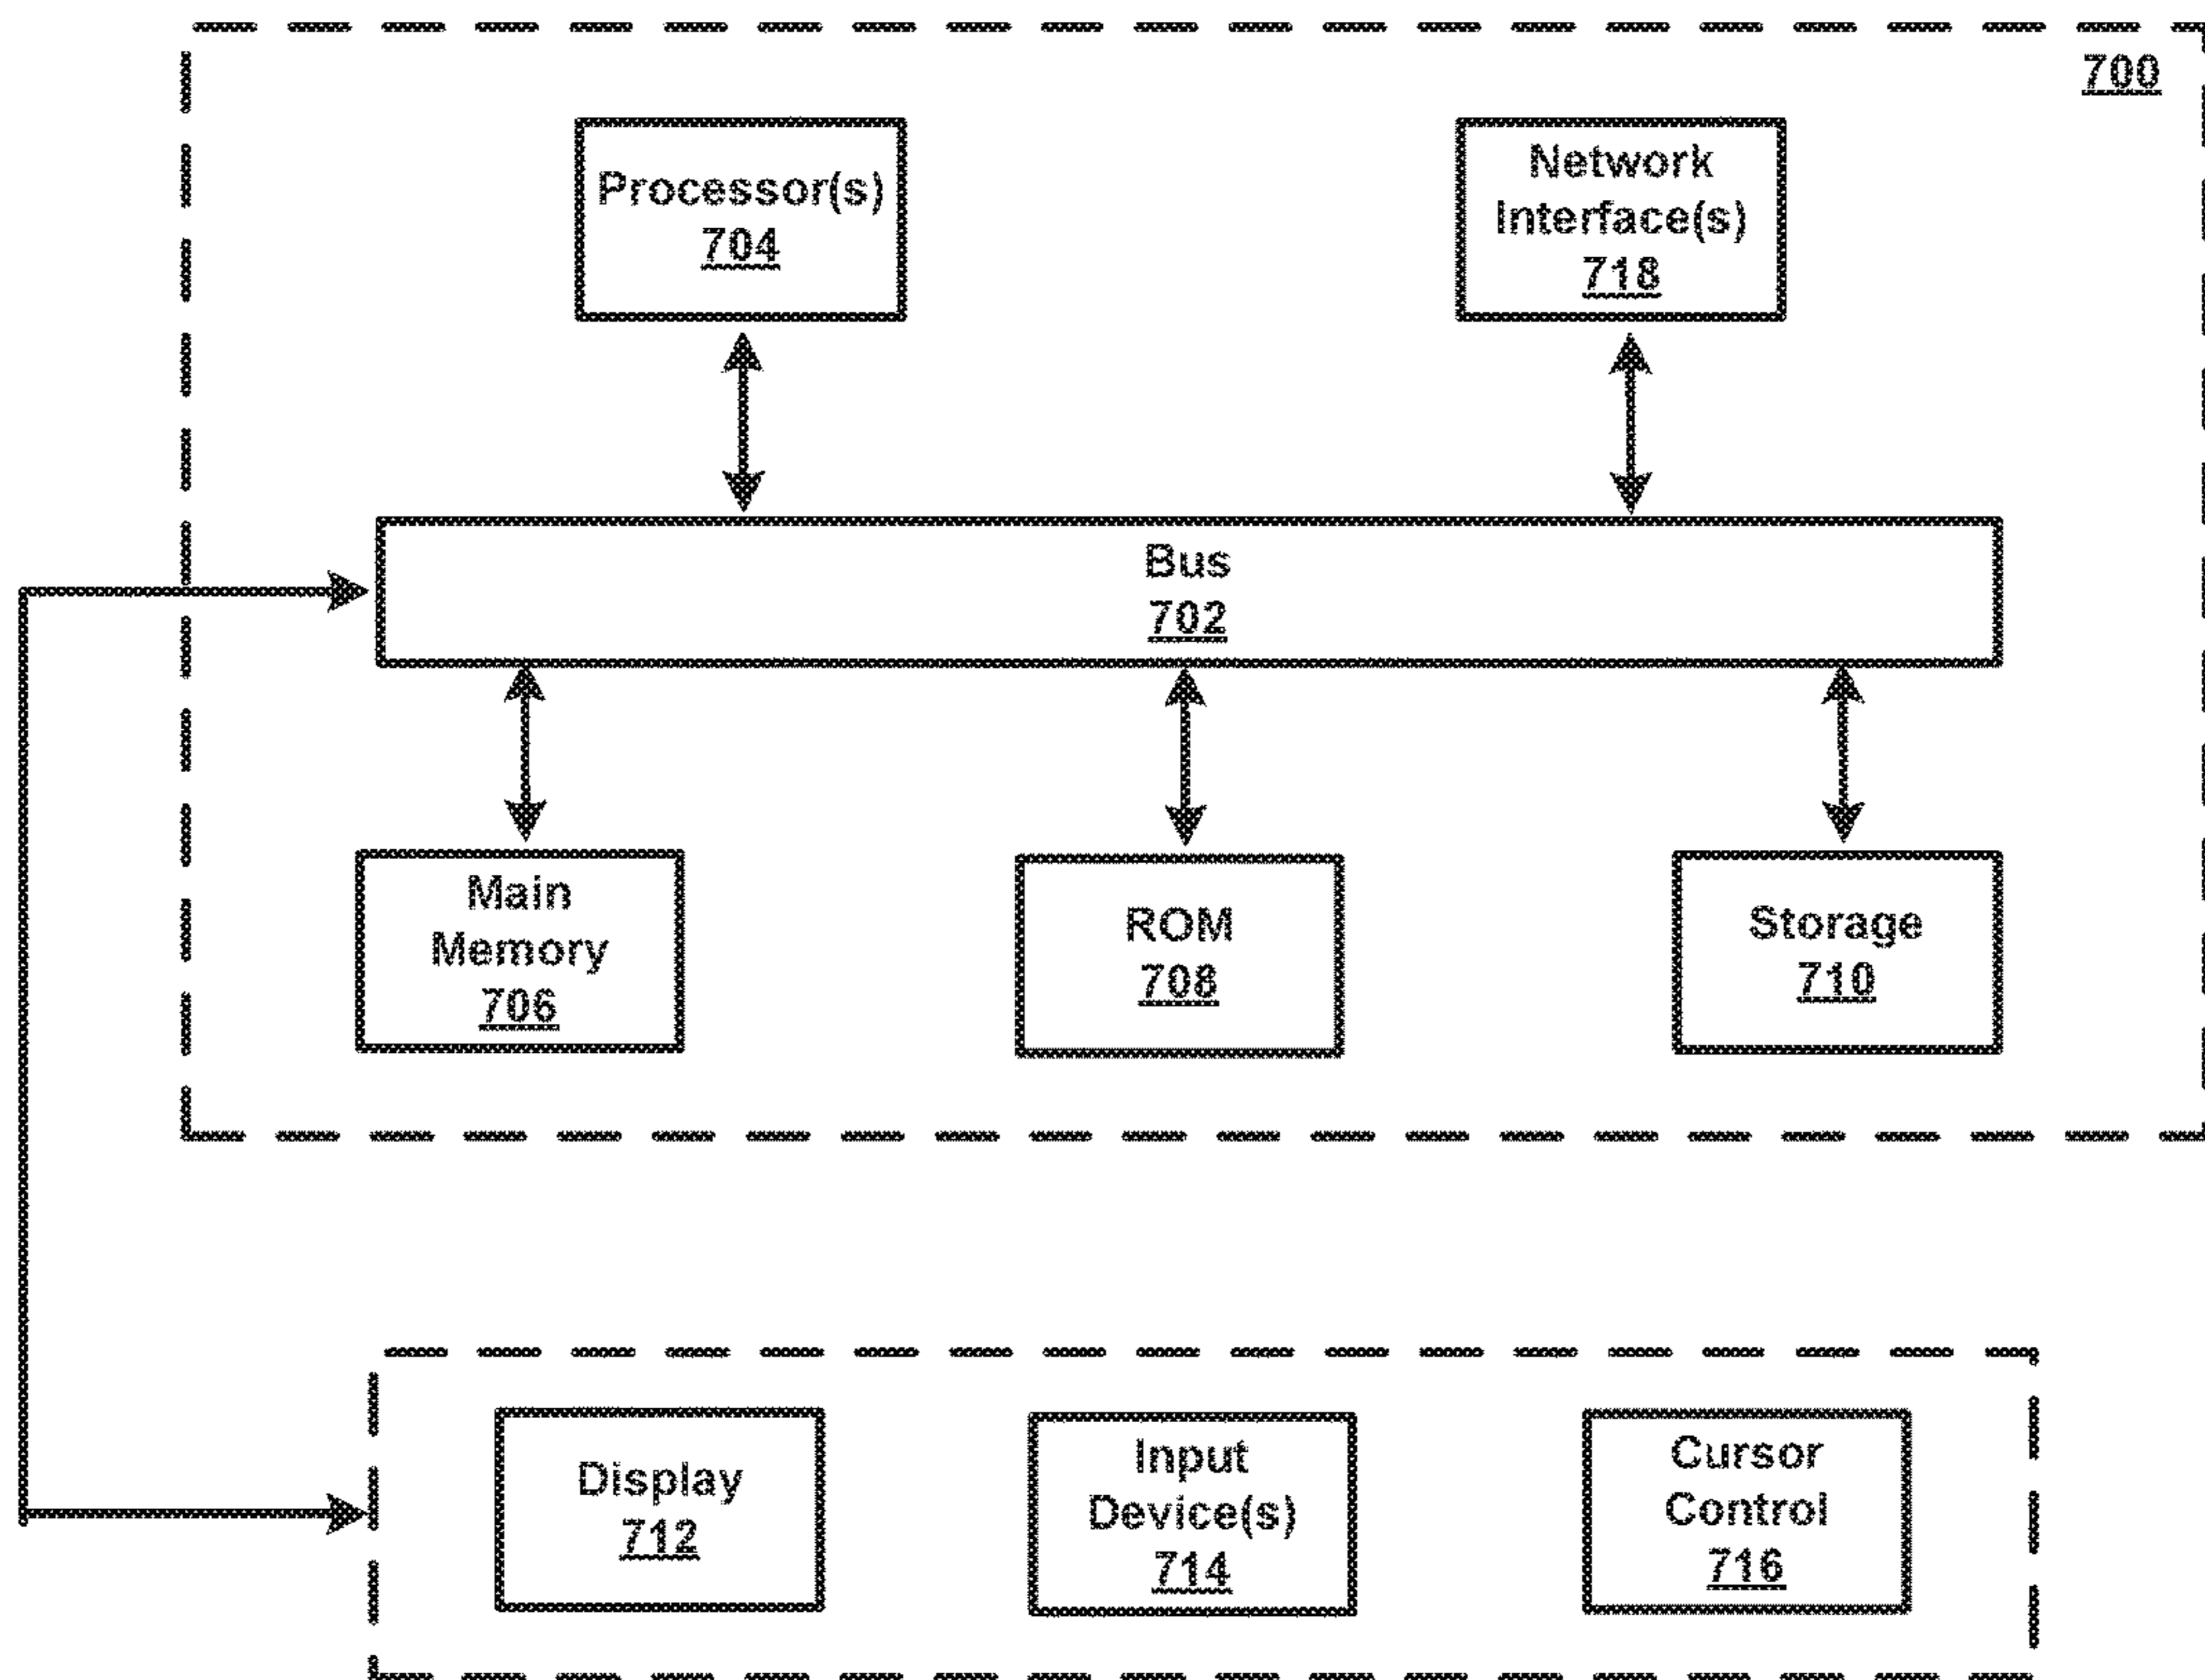 700
Processor(s)
704
Network
Interface(s)
718
Bus
702
Main
Memory
706
ROM
708
Storage
710
Display
712
Input
Device(s)
714
Cursor
Control
716